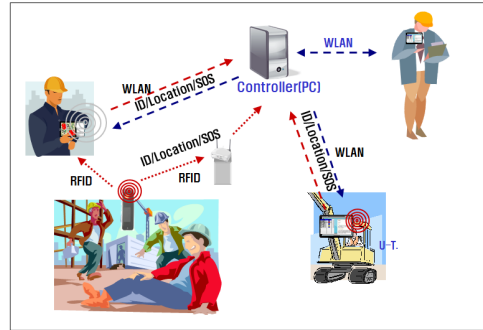 WLAN
WLAN
ID/Location/SOS
Controller(PC)
ID/Location/SOS
RFID
RFID
ID/Location/SOS
WLAN
U-T.